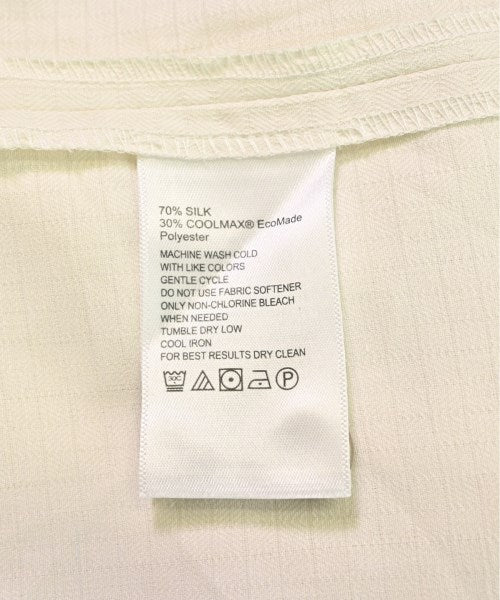 70% SILK
30% COOLMAX® EcoMade
Polyester
MACHINE WASH COLD
WITH LIKE COLORS
GENTLE CYCLE
DO NOT USE FABRIC SOFTENER
ONLY NON-CHLORINE BLEACH
WHEN NEEDED
TUMBLE DRY LOW
COOL IRON
FOR BEST RESULTS DRY CLEAN
30C P